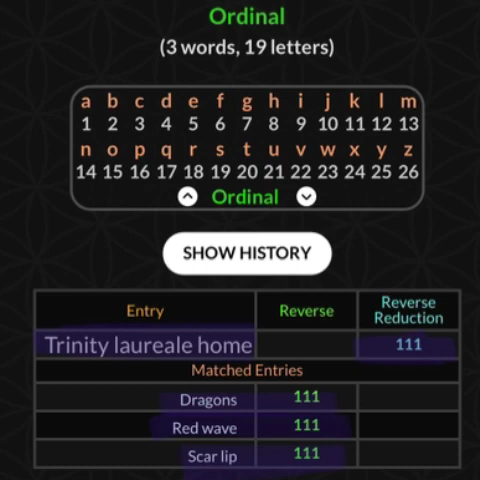 Ordinal
(3 words, 19 letters)
a b c d e f g h i j k l m
1 2 3 4 5 6 7 8 9 10 11 12 13
n o p q r s t u v w x y z
14 15 16 17 18 19 20 21 22 23 24 25 26
Ordinal
SHOW HISTORY
Entry Reverse Reverse Reduction
Trinity laureale home 111
Matched Entries
Dragons 111
Red wave 111
Scar lip 111